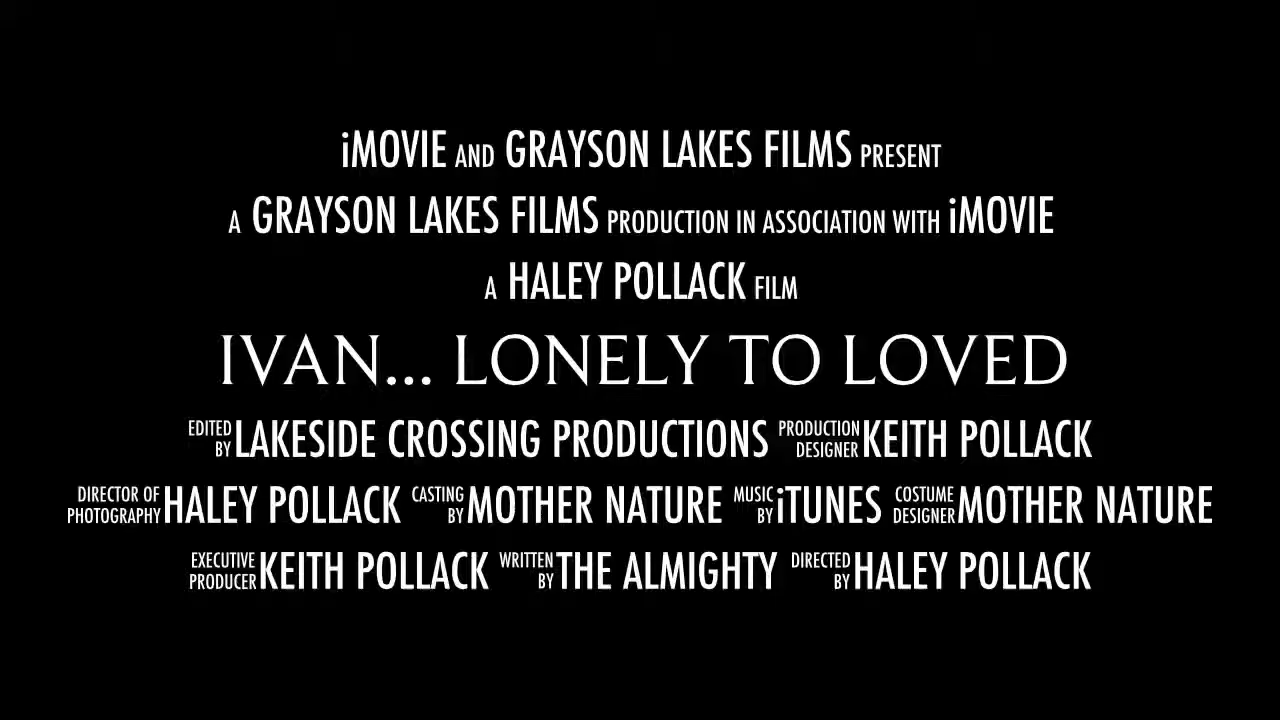 iMOVIE AND GRAYSON LAKES FILMS PRESENT
A GRAYSON LAKES FILMS PRODUCTION IN ASSOCIATION WITH iMOVIE
A HALEY POLLACK FILM
IVAN... LONELY TO LOVED
EDITED BY LAKESIDE CROSSING PRODUCTIONS PRODUCTION DESIGNER KEITH POLLACK
DIRECTOR OF PHOTOGRAPHY HALEY POLLACK CASTING BY MOTHER NATURE MUSIC BY iTUNES COSTUME DESIGNER MOTHER NATURE
EXECUTIVE PRODUCER KEITH POLLACK WRITTEN BY THE ALMIGHTY DIRECTED BY HALEY POLLACK